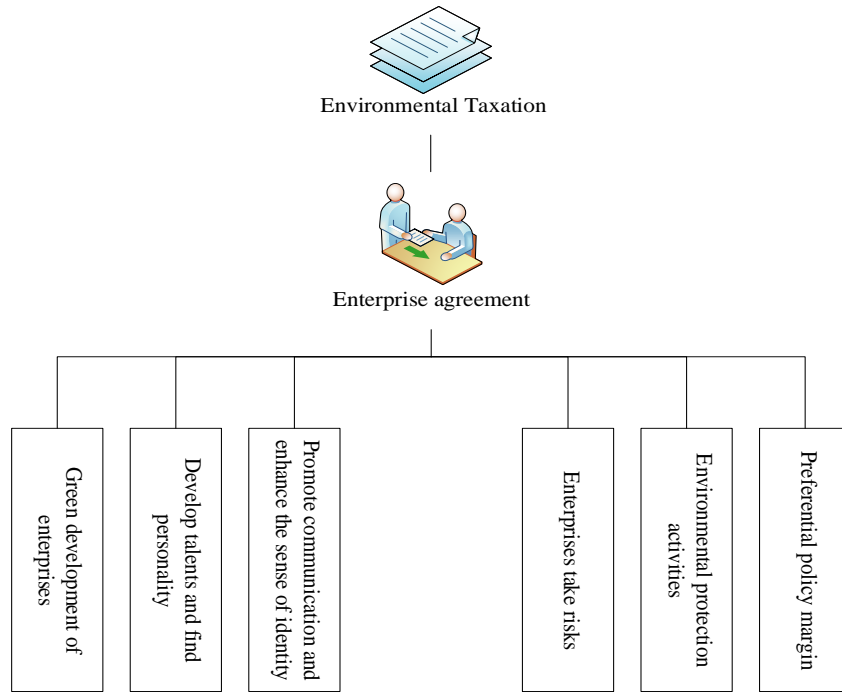 Environmental Taxation
Enterprise agreement
Green development of
enterprises
Develop talents and find
personality
Promote communication and
enhance the sense of identity
Enterprises take risks
Environmental protection
activities
Preferential policy margin